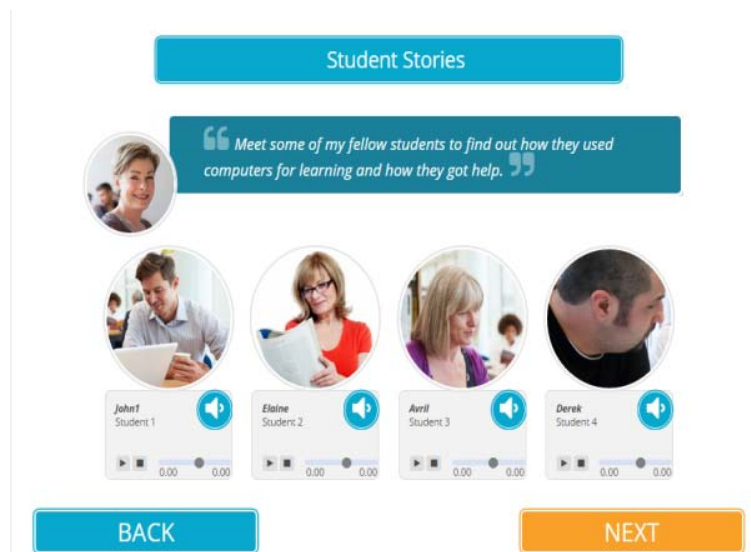 Student Stories
“ Meet some of my fellow students to find out how they used
computers for learning and how they got help. ”
John1
Student 1
0.00 0.00
Elaine
Student 2
0.00 0.00
Avril
Student 3
0.00 0.00
Derek
Student 4
0.00 0.00
BACK
NEXT